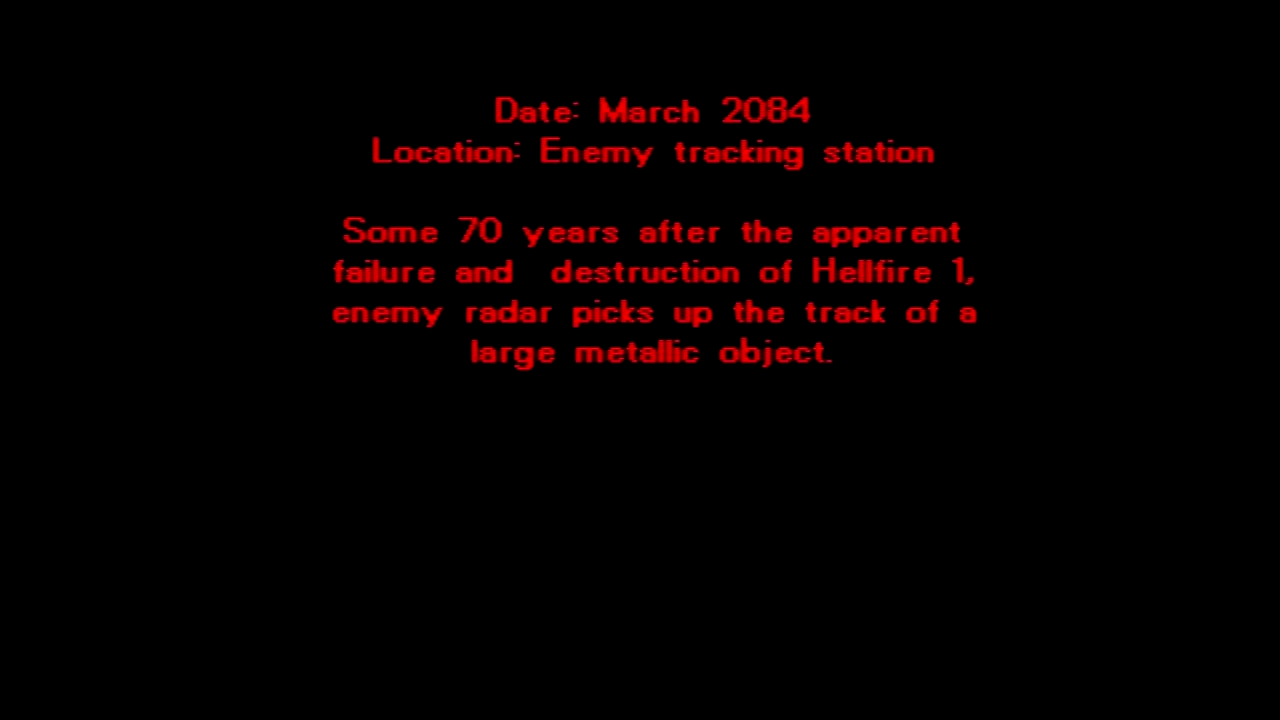 Date: March 2084
Location: Enemy tracking station
Some 70 years after the apparent
failure and  destruction of Hellfire 1,
enemy radar picks up the track of a
large metallic object.